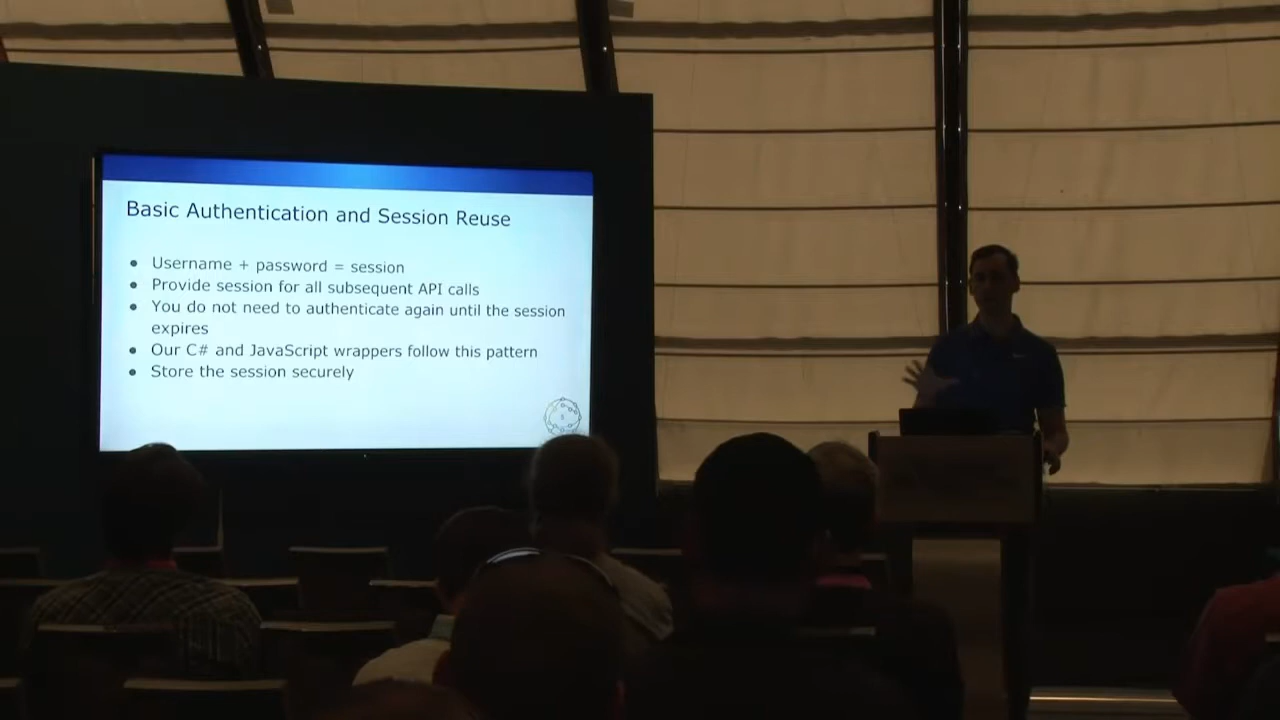 Basic Authentication and Session Reuse
Username + password = session
Provide session for all subsequent API calls
You do not need to authenticate again until the session
expires
Our C# and JavaScript wrappers follow this pattern
Store the session securely